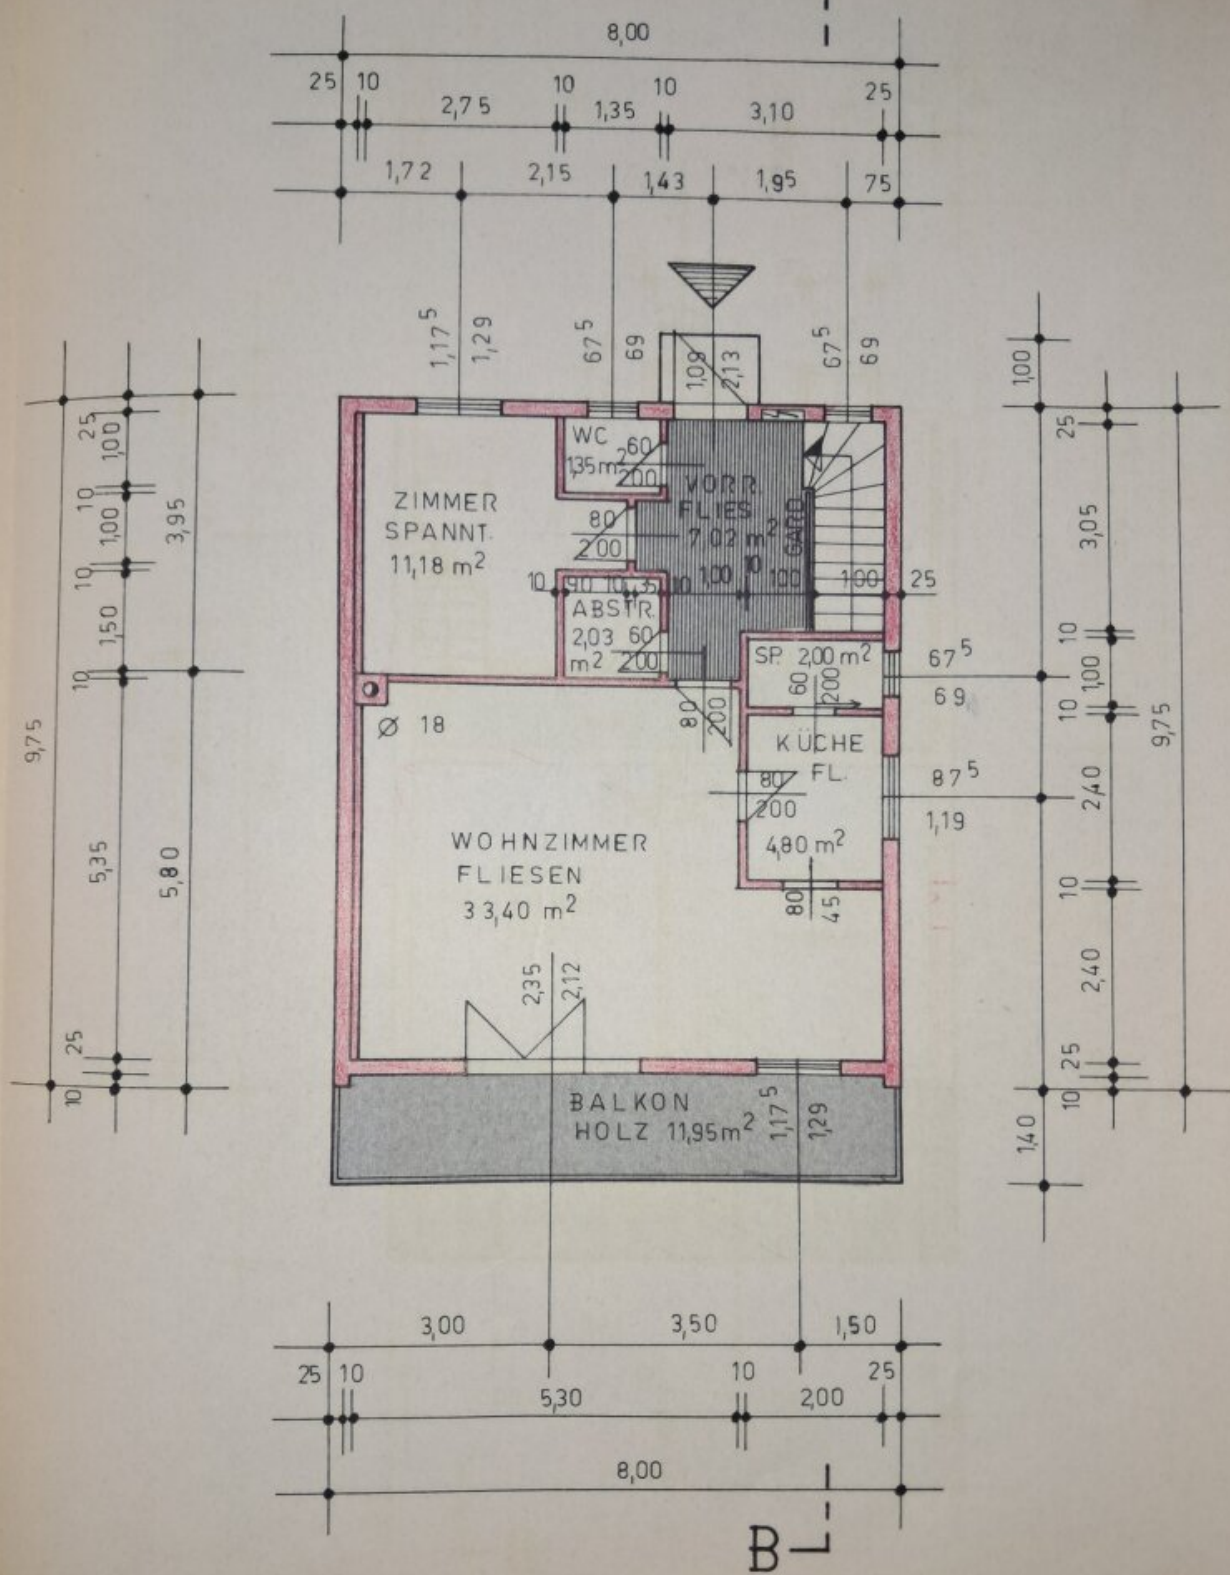 8,00
25 10 10 10 25
2,75 1,35 3,10
1,72 2,15 1,43 1,95 75
1,17⁵ 1,29 67⁵ 69 1,09 2,13 67⁵ 69
1,00
25
1,00
10
1,00
10
1,50
10
3,95
9,75
5,35
5,80
25
10
WC
1,35 m²
60
200
VORR.
FLIES.
7,02 m²
GARD
ZIMMER
SPANNT.
11,18 m²
80
200
10 90 10 35 10 1,00 10 100 100 25
ABSTR.
2,03
m²
60
200
SP. 2,00 m²
60
200
Ø 18
80
200
KÜCHE
FL.
80
200
4,80 m²
80
45
WOHNZIMMER
FLIESEN
33,40 m²
2,35 2,12
BALKON
HOLZ 11,95 m²
1,17⁵ 1,29
25
3,05
10
67⁵
69
1,00
10
87⁵
1,19
2,40
9,75
10
2,40
25
10
1,40
3,00 3,50 1,50
25 10 10 25
5,30 2,00
8,00
B